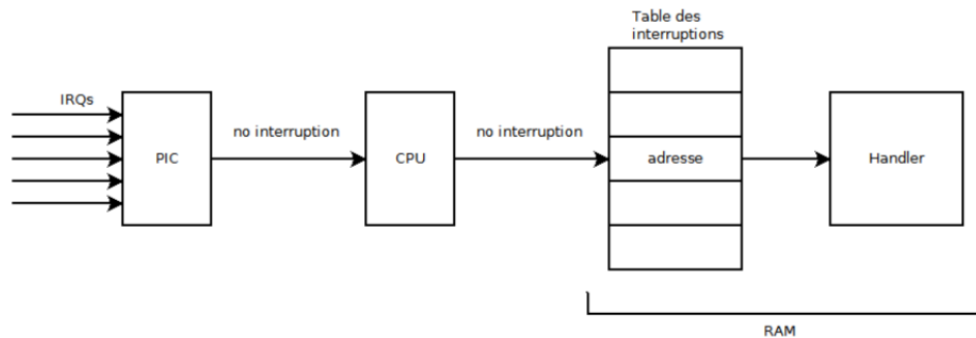 Table des
interruptions
IRQs
no interruption
no interruption
PIC
CPU
adresse
Handler
RAM